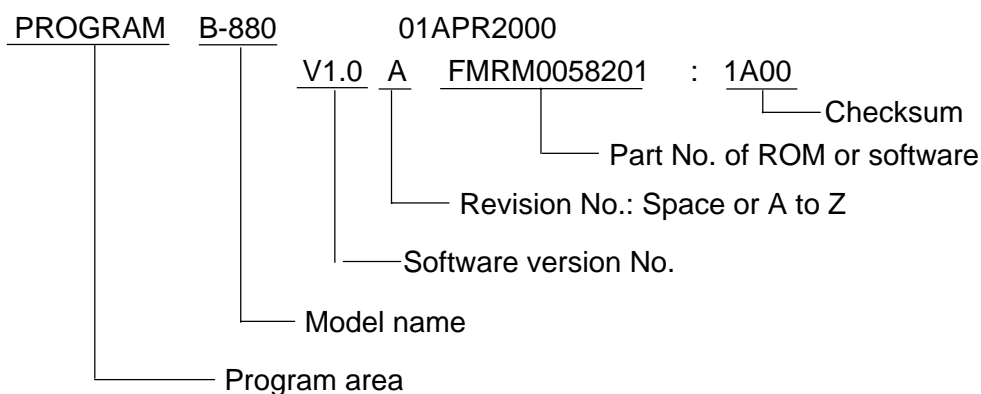 PROGRAM B-880 01APR2000
V1.0 A FMRM0058201 : 1A00
Checksum
Part No. of ROM or software
Revision No.: Space or A to Z
Software version No.
Model name
Program area